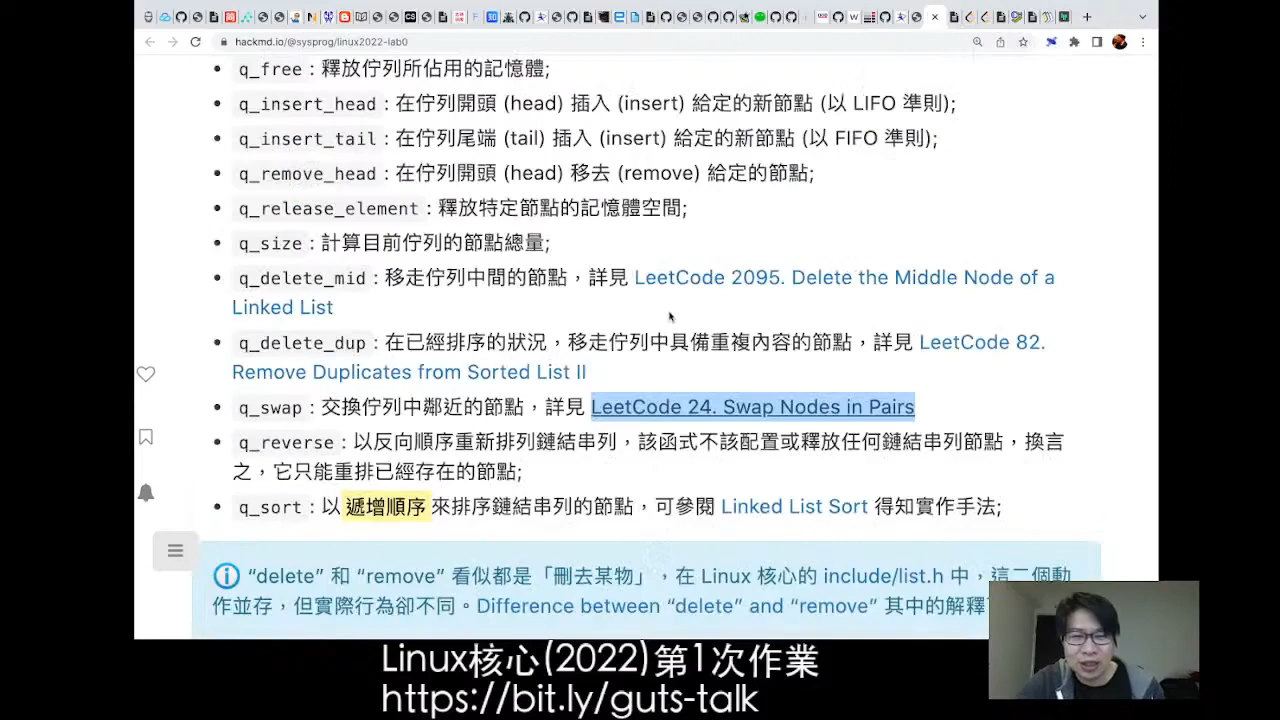 hackmd.io/@sysprog/linux2022-lab0
q_free：釋放佇列所佔用的記憶體;
q_insert_head：在佇列開頭 (head) 插入 (insert) 給定的新節點 (以 LIFO 準則);
q_insert_tail：在佇列尾端 (tail) 插入 (insert) 給定的新節點 (以 FIFO 準則);
q_remove_head：在佇列開頭 (head) 移去 (remove) 給定的節點;
q_release_element：釋放特定節點的記憶體空間;
q_size：計算目前佇列的節點總量;
q_delete_mid：移走佇列中間的節點，詳見 LeetCode 2095. Delete the Middle Node of a
Linked List
q_delete_dup：在已經排序的狀況，移走佇列中具備重複內容的節點，詳見 LeetCode 82.
Remove Duplicates from Sorted List II
q_swap：交換佇列中鄰近的節點，詳見 LeetCode 24. Swap Nodes in Pairs
q_reverse：以反向順序重新排列鏈結串列，該函式不該配置或釋放任何鏈結串列節點，換言
之，它只能重排已經存在的節點;
q_sort：以遞增順序來排序鏈結串列的節點，可參閱 Linked List Sort 得知實作手法;
“delete” 和 “remove” 看似都是「刪去某物」，在 Linux 核心的 include/list.h 中，這二個動
作並存，但實際行為卻不同。Difference between “delete” and “remove” 其中的解釋
Linux核心(2022)第1次作業
https://bit.ly/guts-talk